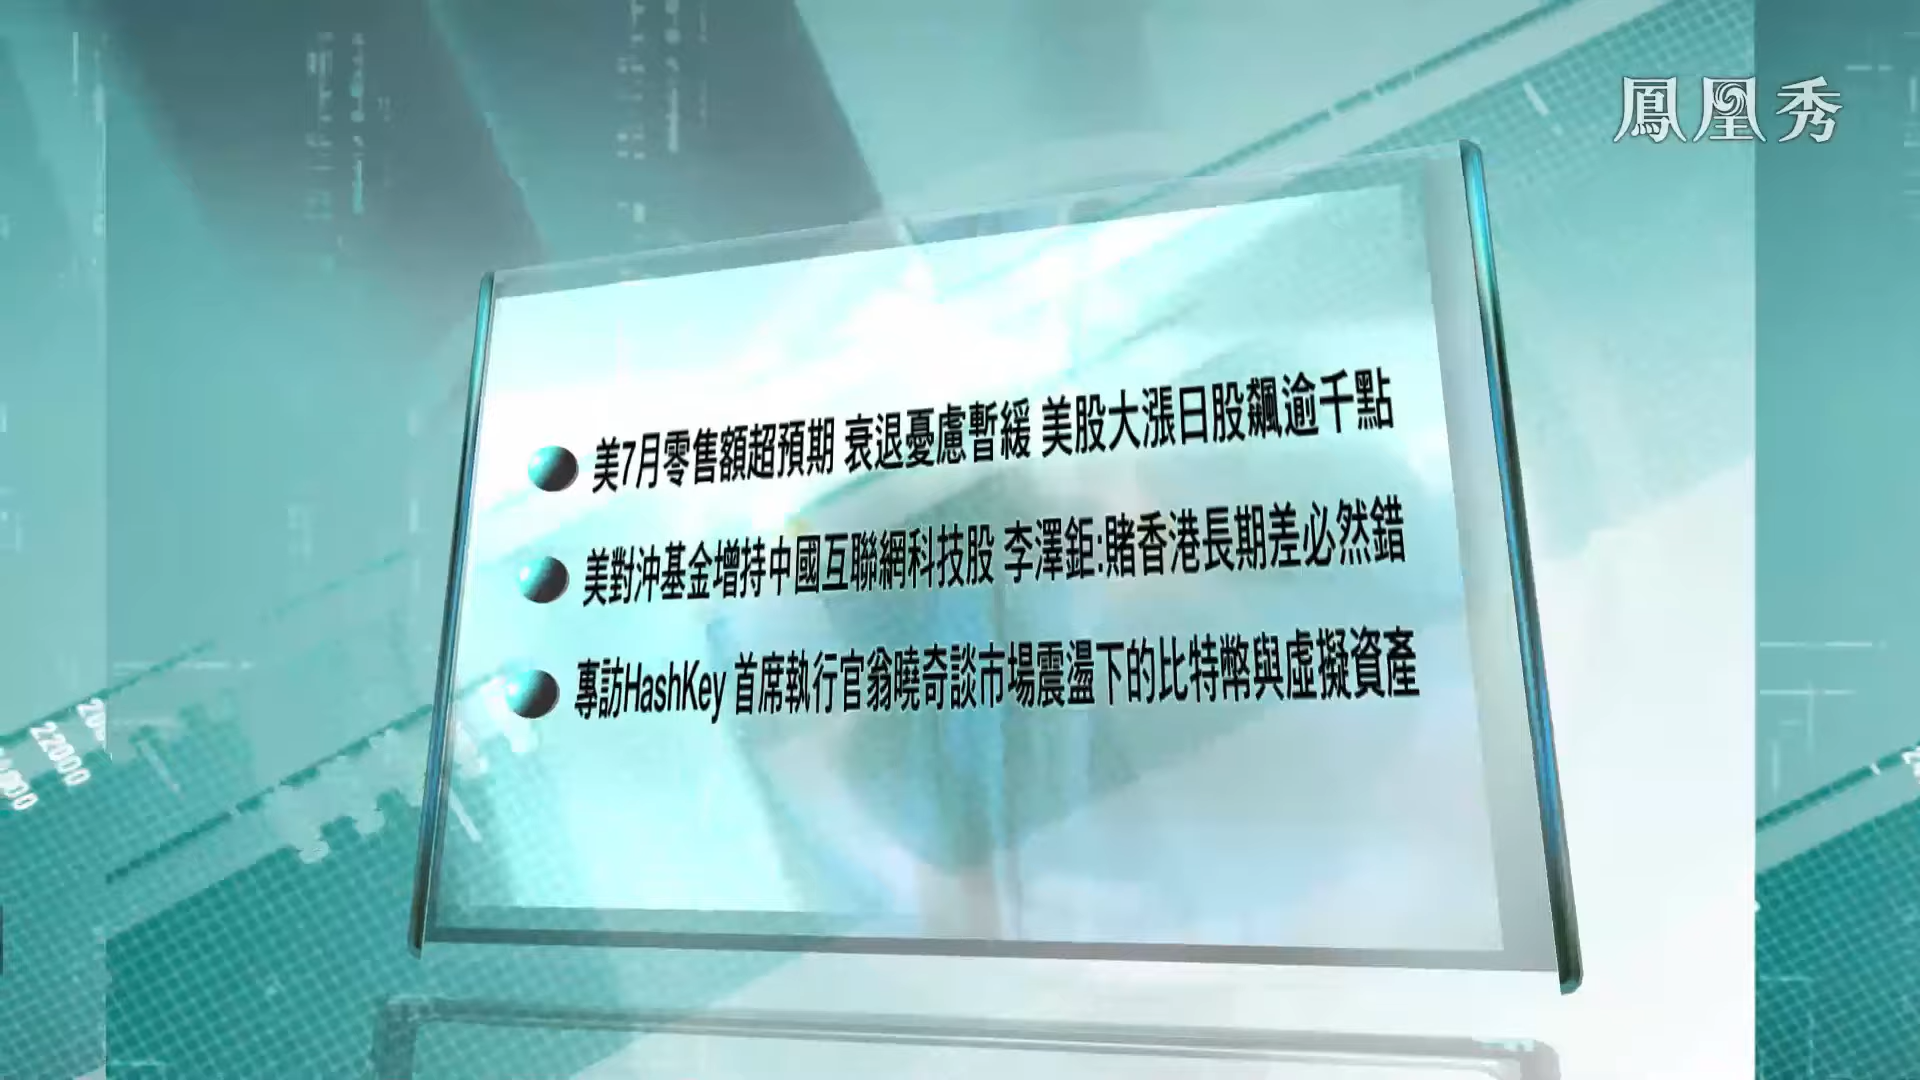 鳳凰秀
美7月零售額超預期 衰退憂慮暫緩 美股大漲日股飆逾千點
美對沖基金增持中國互聯網科技股 李澤鉅:賭香港長期差必然錯
專訪HashKey 首席執行官翁曉奇談市場震盪下的比特幣與虛擬資產
22000